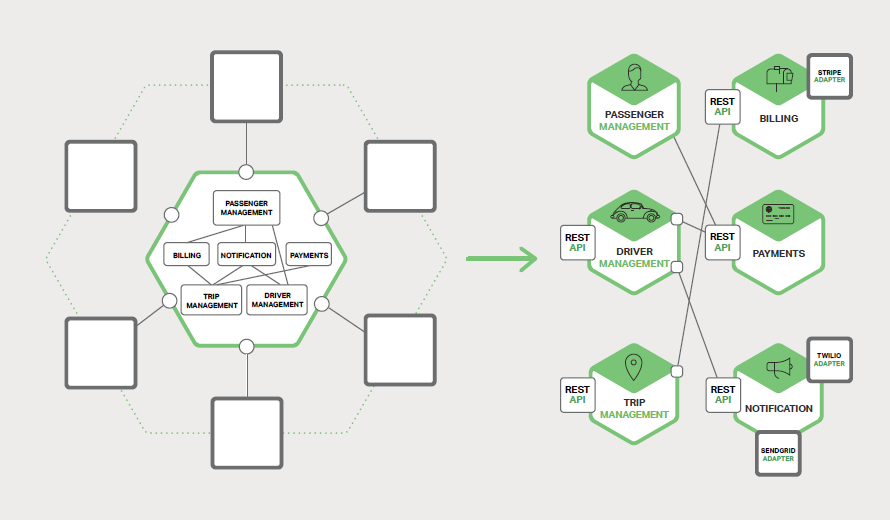 PASSENGER
MANAGEMENT
BILLING
NOTIFICATION
PAYMENTS
TRIP
MANAGEMENT
DRIVER
MANAGEMENT
PASSENGER
MANAGEMENT
REST
API
BILLING
STRIPE
ADAPTER
REST
API
DRIVER
MANAGEMENT
REST
API
PAYMENTS
REST
API
TRIP
MANAGEMENT
REST
API
NOTIFICATION
TWILIO
ADAPTER
SENDGRID
ADAPTER